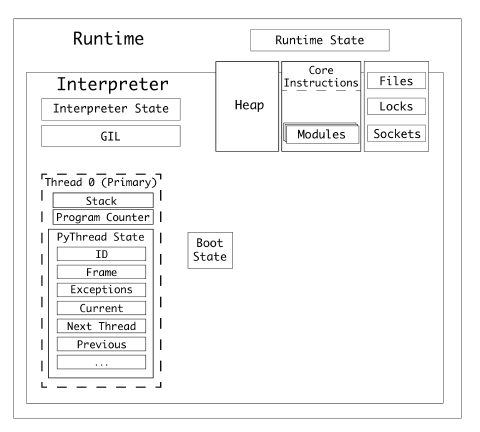 Runtime
Runtime State
Interpreter
Interpreter State
GIL
Heap
Core
Instructions
Modules
Files
Locks
Sockets
Thread 0 (Primary)
Stack
Program Counter
PyThread State
ID
Frame
Exceptions
Current
Next Thread
Previous
...
Boot
State